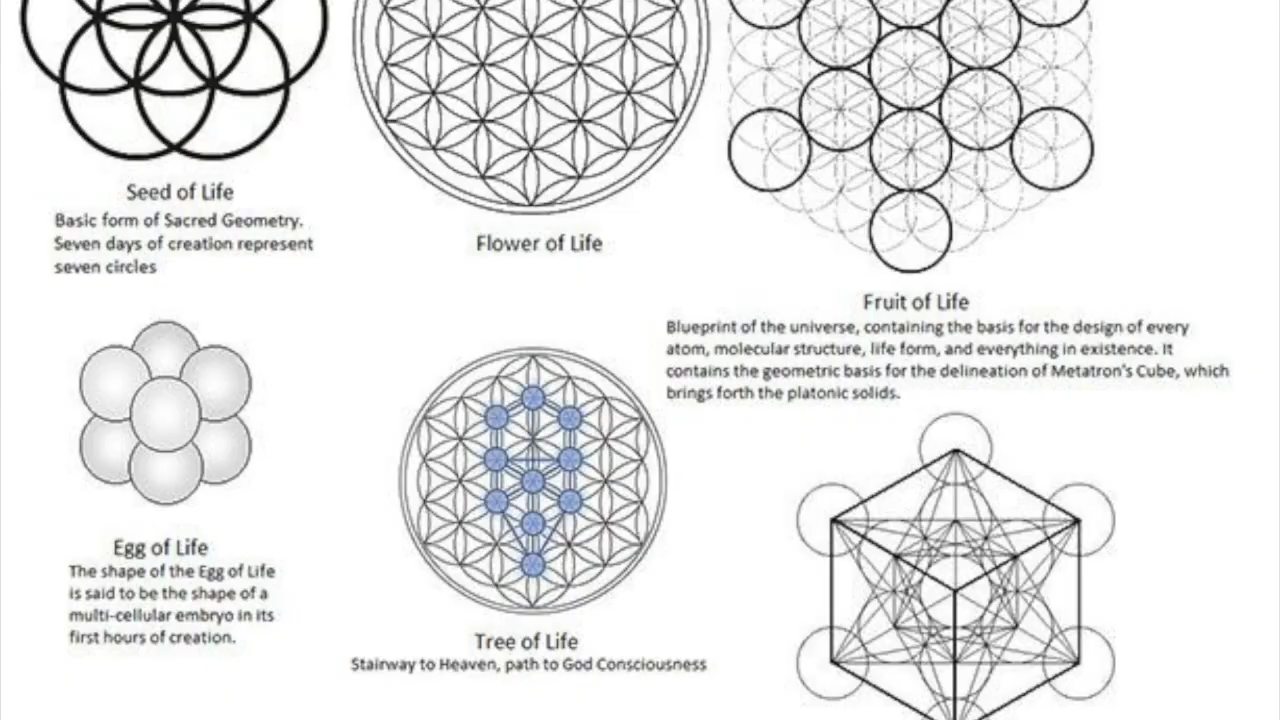 Seed of Life
Basic form of Sacred Geometry.
Seven days of creation represent
seven circles
Flower of Life
Fruit of Life
Blueprint of the universe, containing the basis for the design of every
atom, molecular structure, life form, and everything in existence. It
contains the geometric basis for the delineation of Metatron's Cube, which
brings forth the platonic solids.
Egg of Life
The shape of the Egg of Life
is said to be the shape of a
multi-cellular embryo in its
first hours of creation.
Tree of Life
Stairway to Heaven, path to God Consciousness